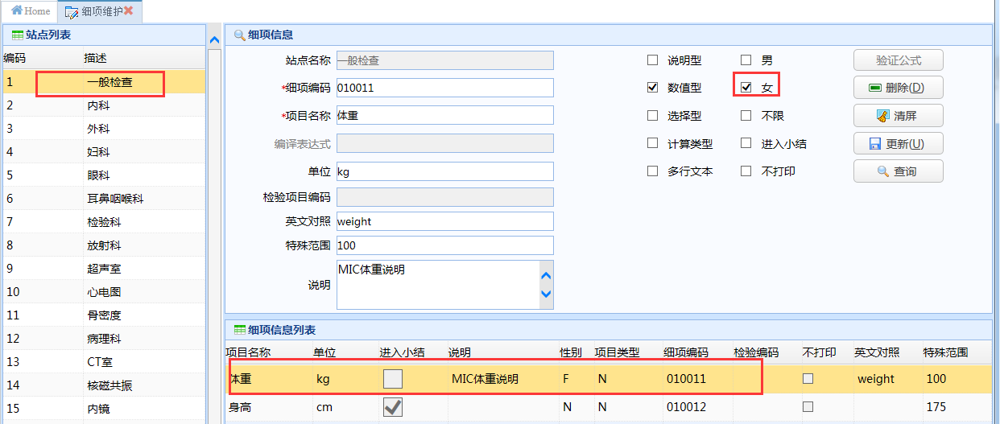 Home 细项维护
站点列表
编码 描述
1 一般检查
2 内科
3 外科
4 妇科
5 眼科
6 耳鼻咽喉科
7 检验科
8 放射科
9 超声室
10 心电图
11 骨密度
12 病理科
13 CT室
14 核磁共振
15 内镜
细项信息
站点名称 一般检查 说明型 男 验证公式
*细项编码 010011 数值型 女 删除(D)
*项目名称 体重 选择型 不限 清屏
编译表达式 计算类型 进入小结 更新(U)
单位 kg 多行文本 不打印 查询
检验项目编码
英文对照 weight
特殊范围 100
说明 MIC体重说明
细项信息列表
项目名称 单位 进入小结 说明 性别 项目类型 细项编码 检验编码 不打印 英文对照 特殊范围
体重 kg MIC体重说明 F N 010011 weight 100
身高 cm N N 010012 175